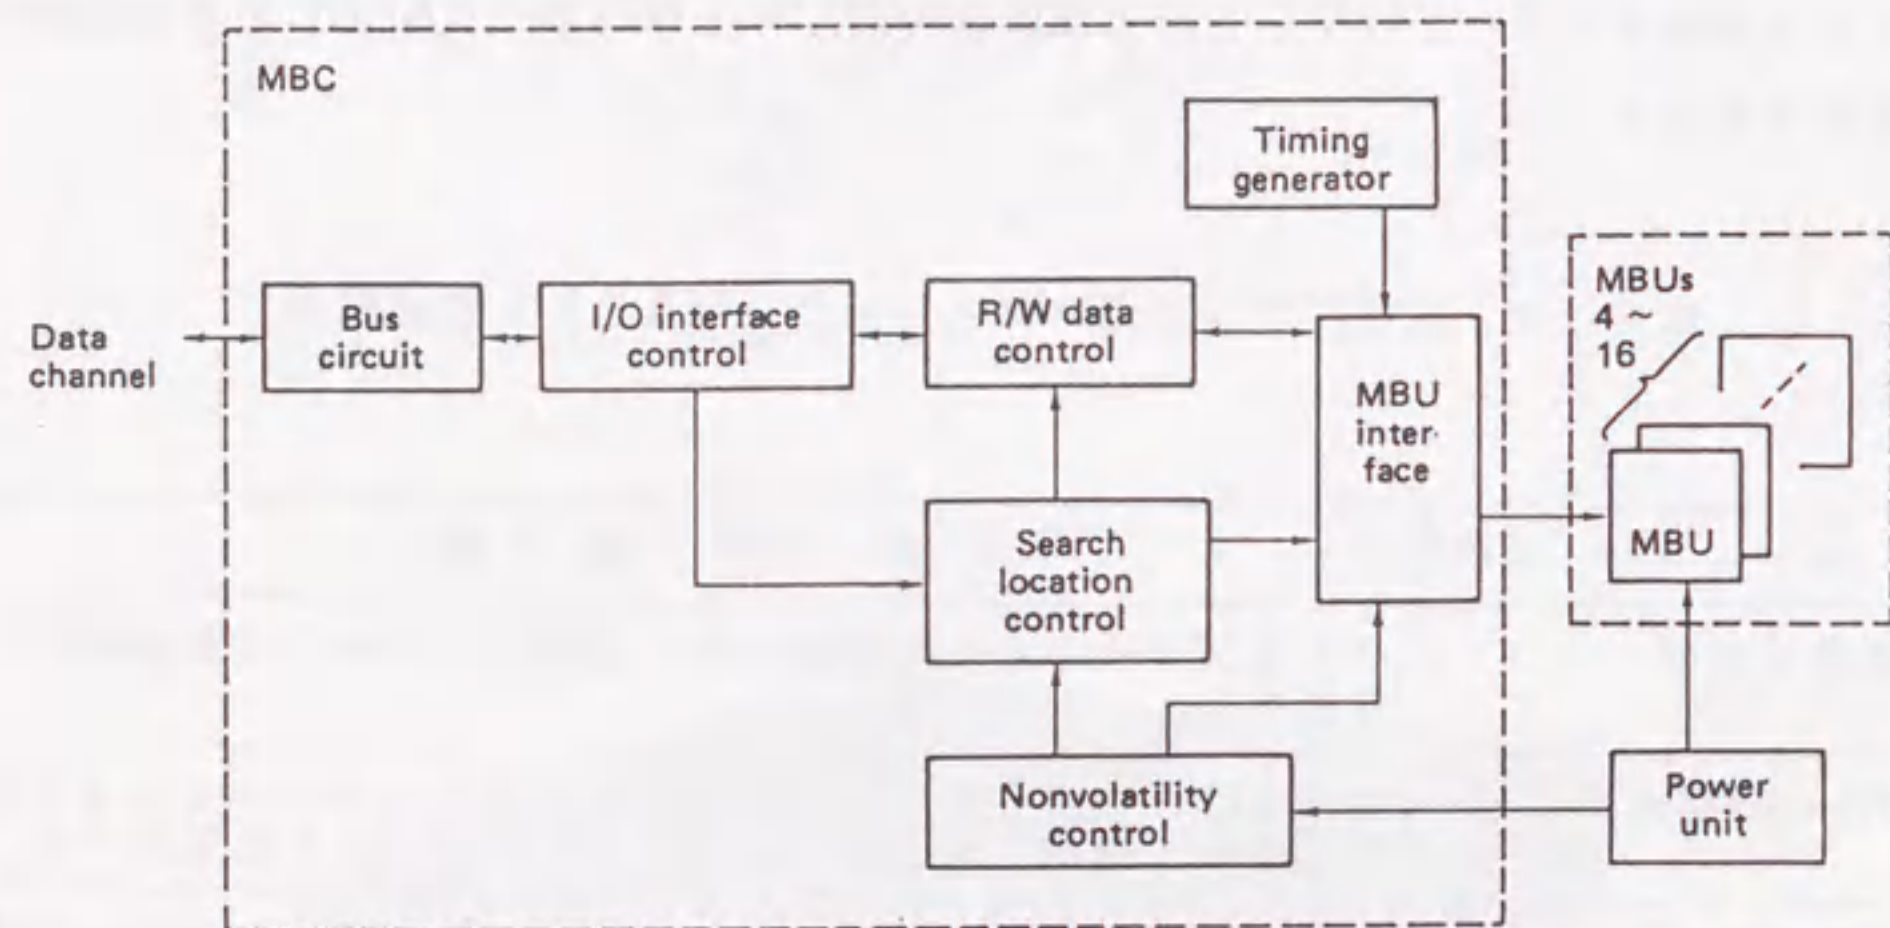 MBC
Timing
generator
Data
channel
Bus
circuit
I/O interface
control
R/W data
control
MBU
inter-
face
MBUs
4 ~
16
MBU
Search
location
control
Nonvolatility
control
Power
unit